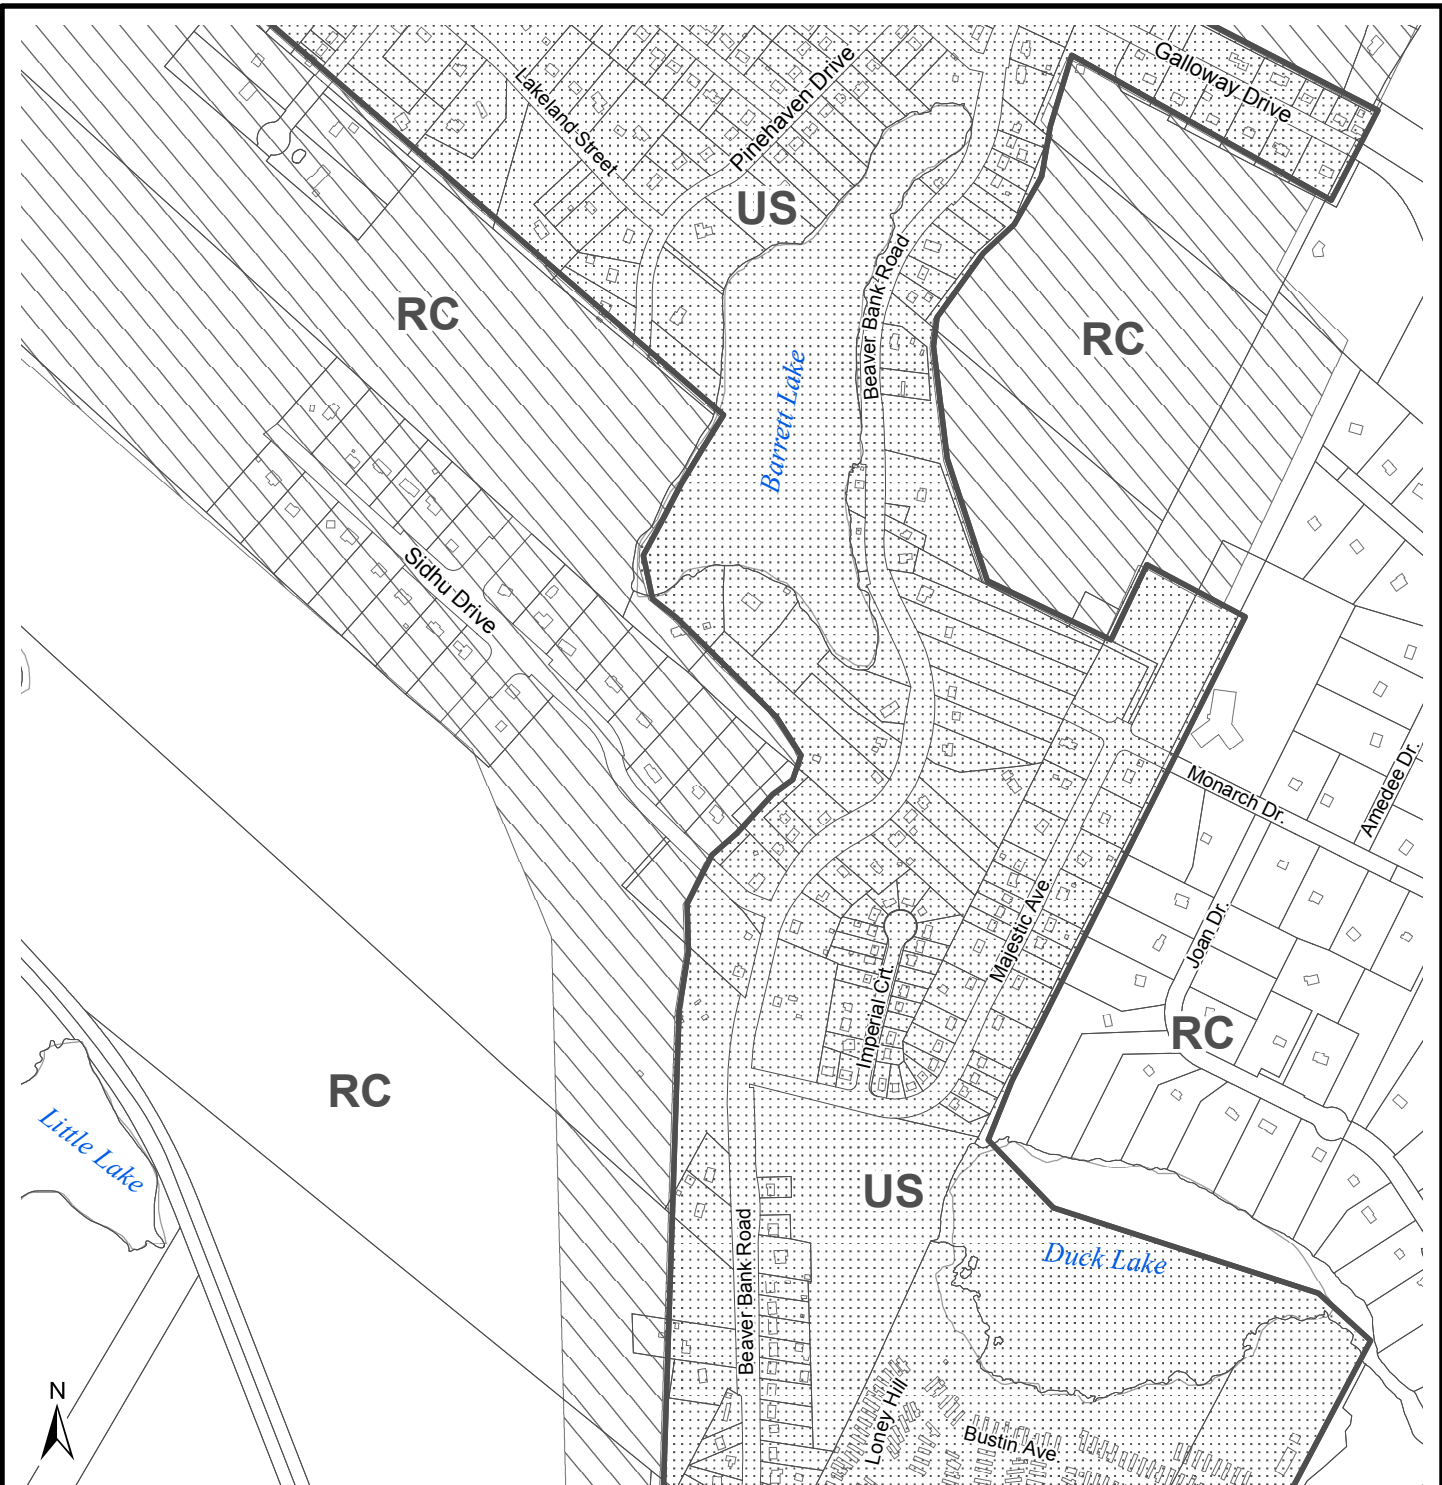 Galloway Drive
Pinehaven Drive
Lakeland Street
US
Beaver Bank Road
RC
RC
Barrett Lake
Sidhu Drive
Monarch Dr.
Amedee Dr.
Joan Dr.
Majestic Ave.
Imperial Crt.
RC
RC
Little Lake
US
Duck Lake
Beaver Bank Road
Loney Hill
Bustin Ave
N